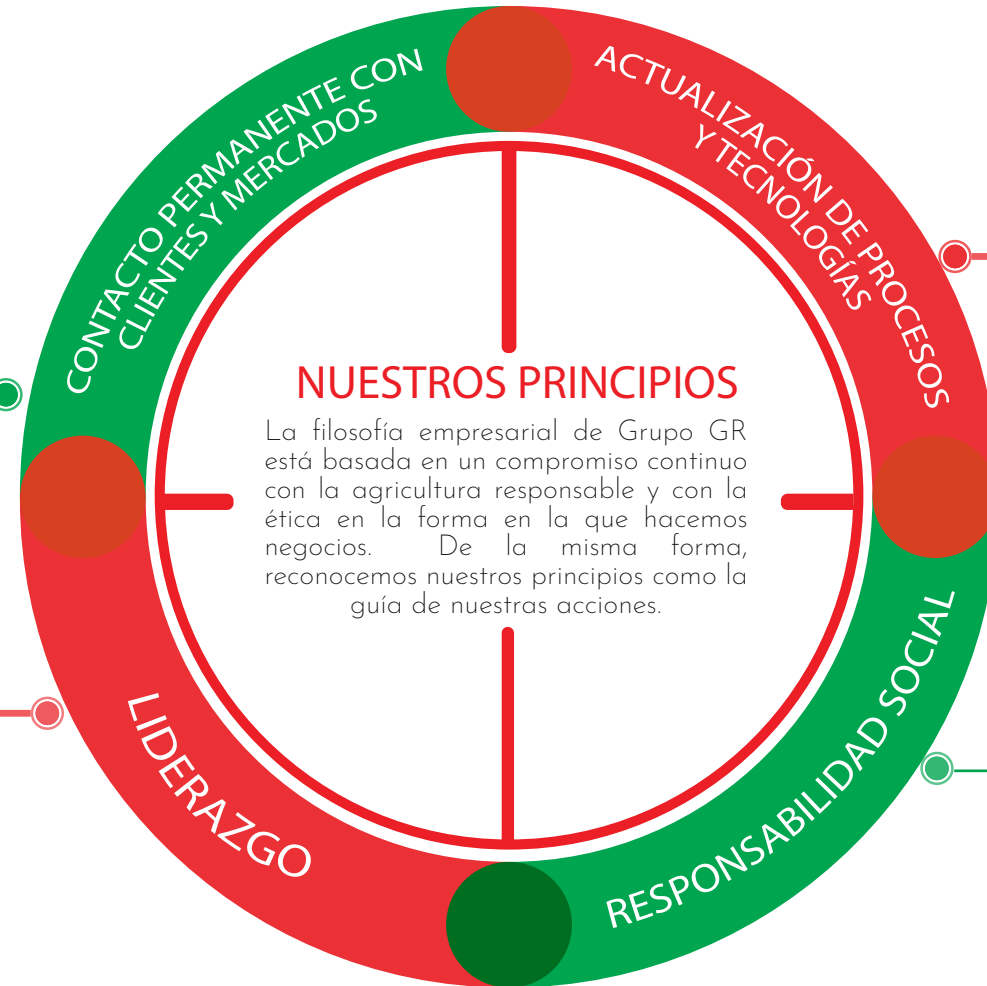 CONTACTO PERMANENTE CON
CLIENTES Y MERCADOS
ACTUALIZACIÓN DE PROCESOS
Y TECNOLOGÍAS
NUESTROS PRINCIPIOS
La filosofía empresarial de Grupo GR
está basada en un compromiso continuo
con la agricultura responsable y con la
ética en la forma en la que hacemos
negocios. De la misma forma,
reconocemos nuestros principios como la
guía de nuestras acciones.
LIDERAZGO
RESPONSABILIDAD SOCIAL